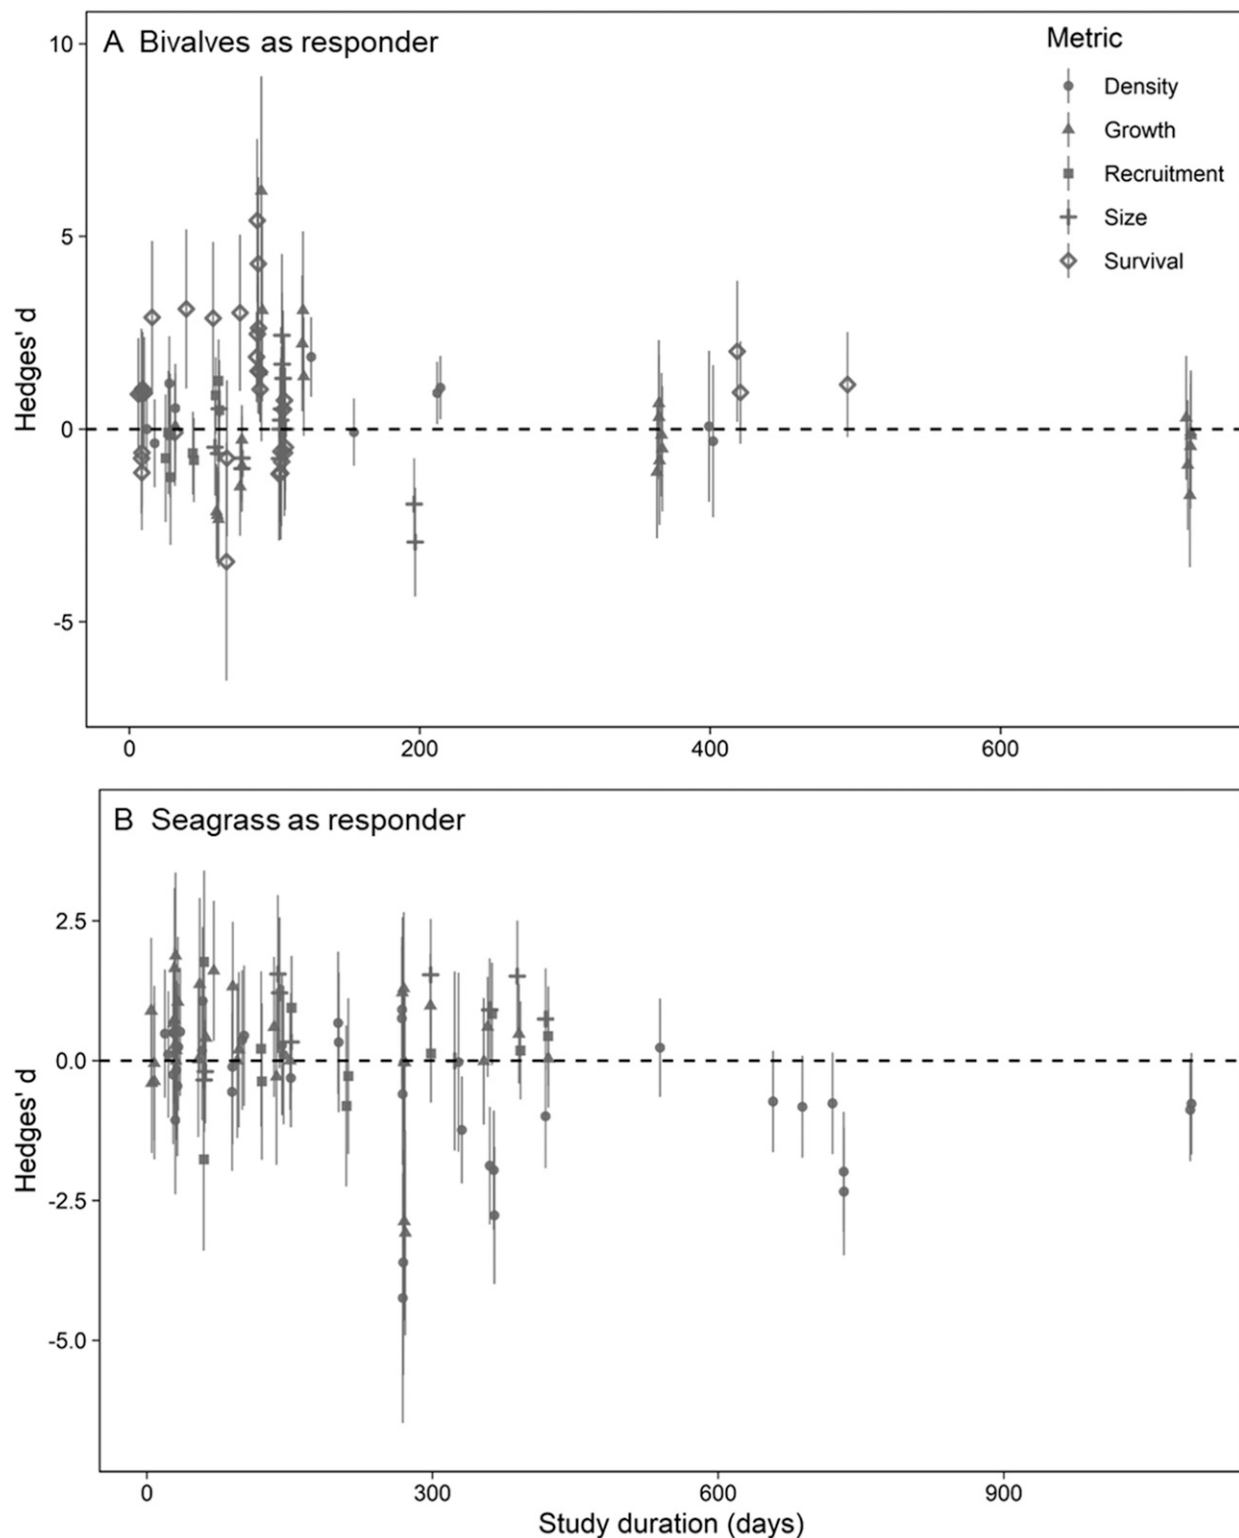 A Bivalves as responder
Metric
Density
Growth
Recruitment
Size
Survival
Hedges' d
10
5
0
-5
0 200 400 600
B Seagrass as responder
Hedges' d
2.5
0.0
-2.5
-5.0
0 300 600 900
Study duration (days)